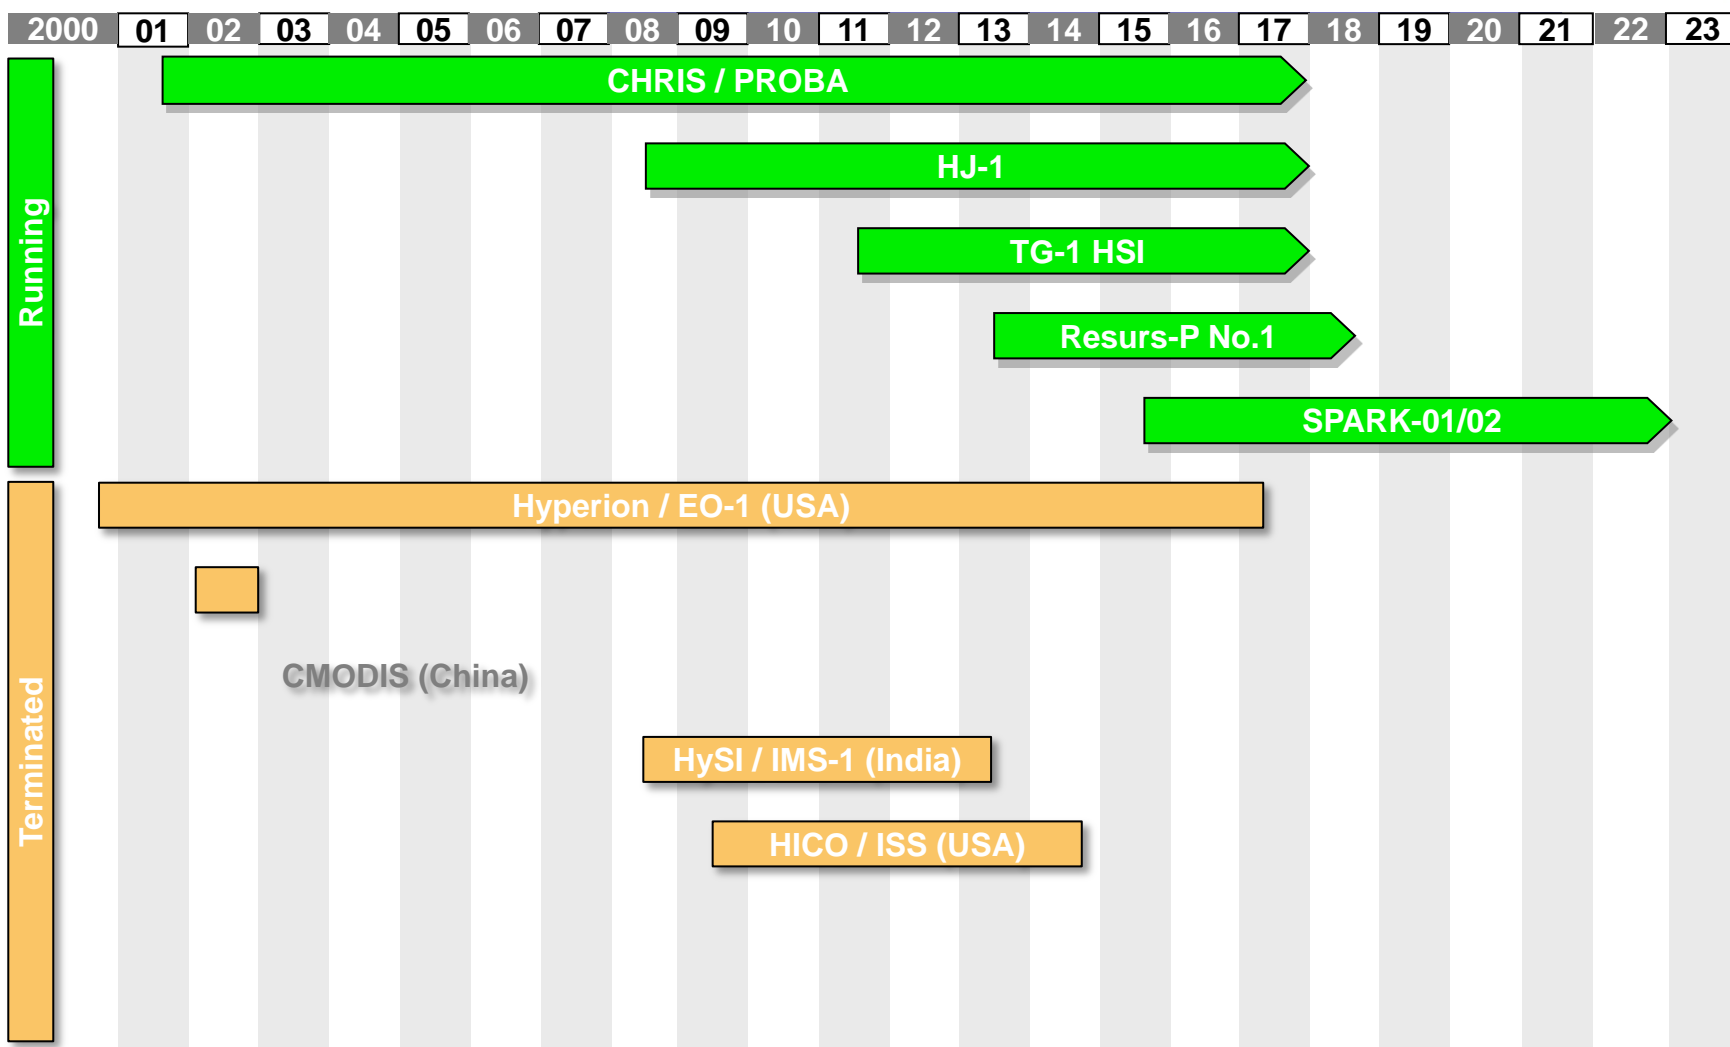 2000 01 02 03 04 05 06 07 08 09 10 11 12 13 14 15 16 17 18 19 20 21 22 23
Running
CHRIS / PROBA
HJ-1
TG-1 HSI
Resurs-P No.1
SPARK-01/02
Terminated
Hyperion / EO-1 (USA)
CMODIS (China)
HySI / IMS-1 (India)
HICO / ISS (USA)